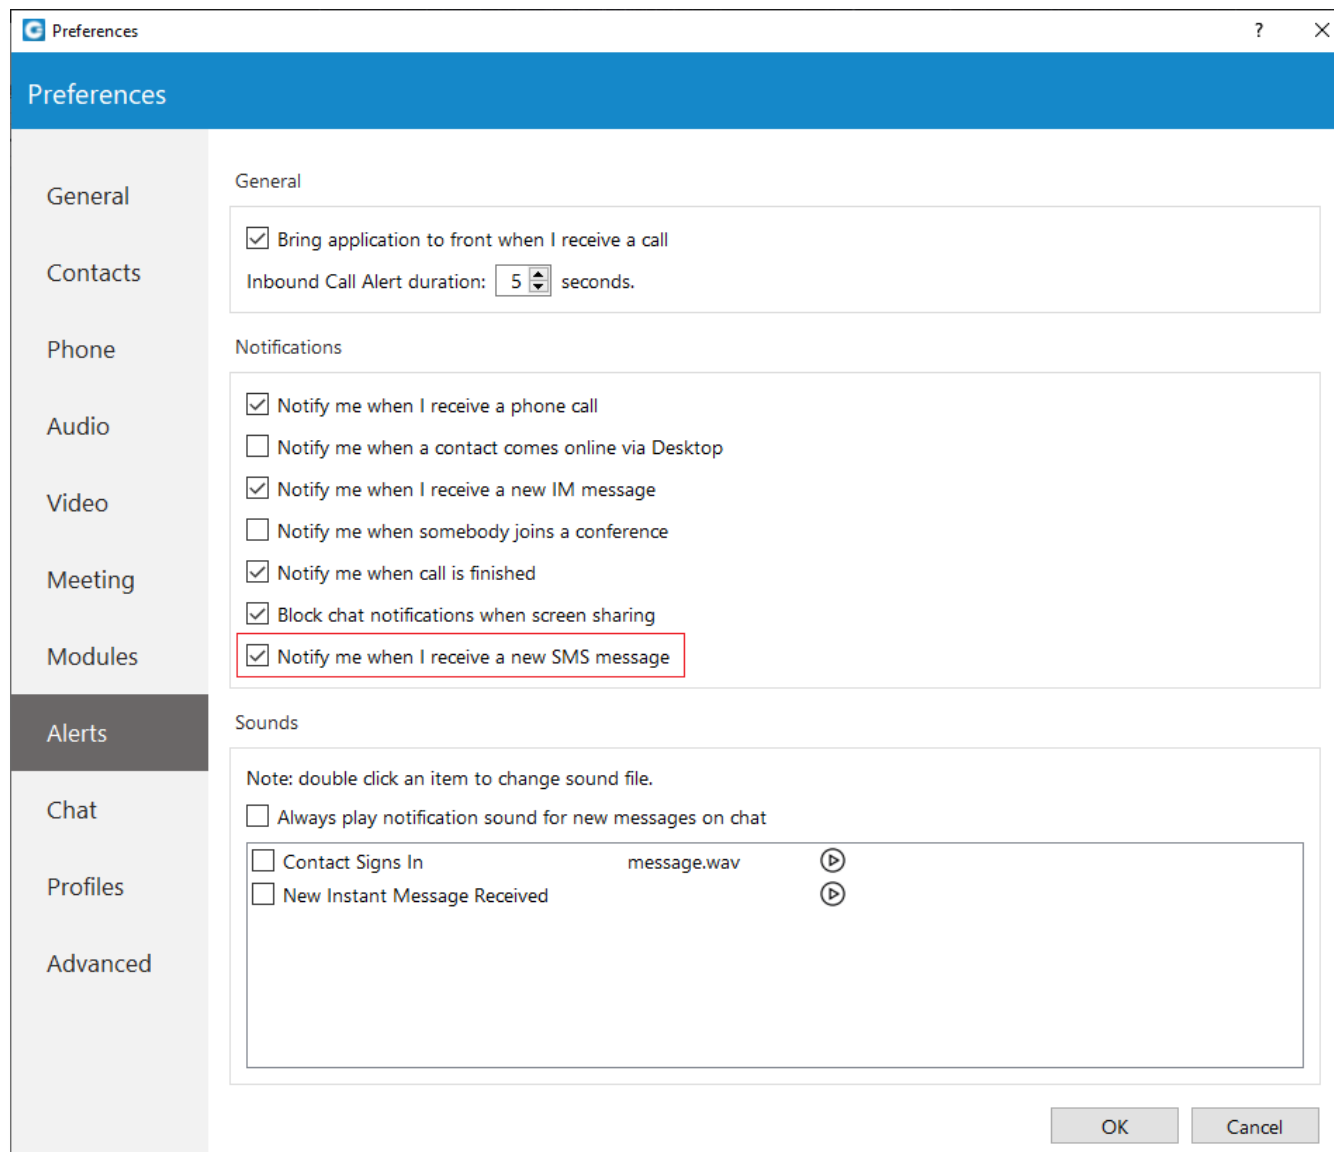 Preferences
?
Preferences
General
Contacts
Phone
Audio
Video
Meeting
Modules
Alerts
Chat
Profiles
Advanced
General
Bring application to front when I receive a call
Inbound Call Alert duration: 5 seconds.
Notifications
Notify me when I receive a phone call
Notify me when a contact comes online via Desktop
Notify me when I receive a new IM message
Notify me when somebody joins a conference
Notify me when call is finished
Block chat notifications when screen sharing
Notify me when I receive a new SMS message
Sounds
Note: double click an item to change sound file.
Always play notification sound for new messages on chat
Contact Signs In message.wav
New Instant Message Received
OK Cancel